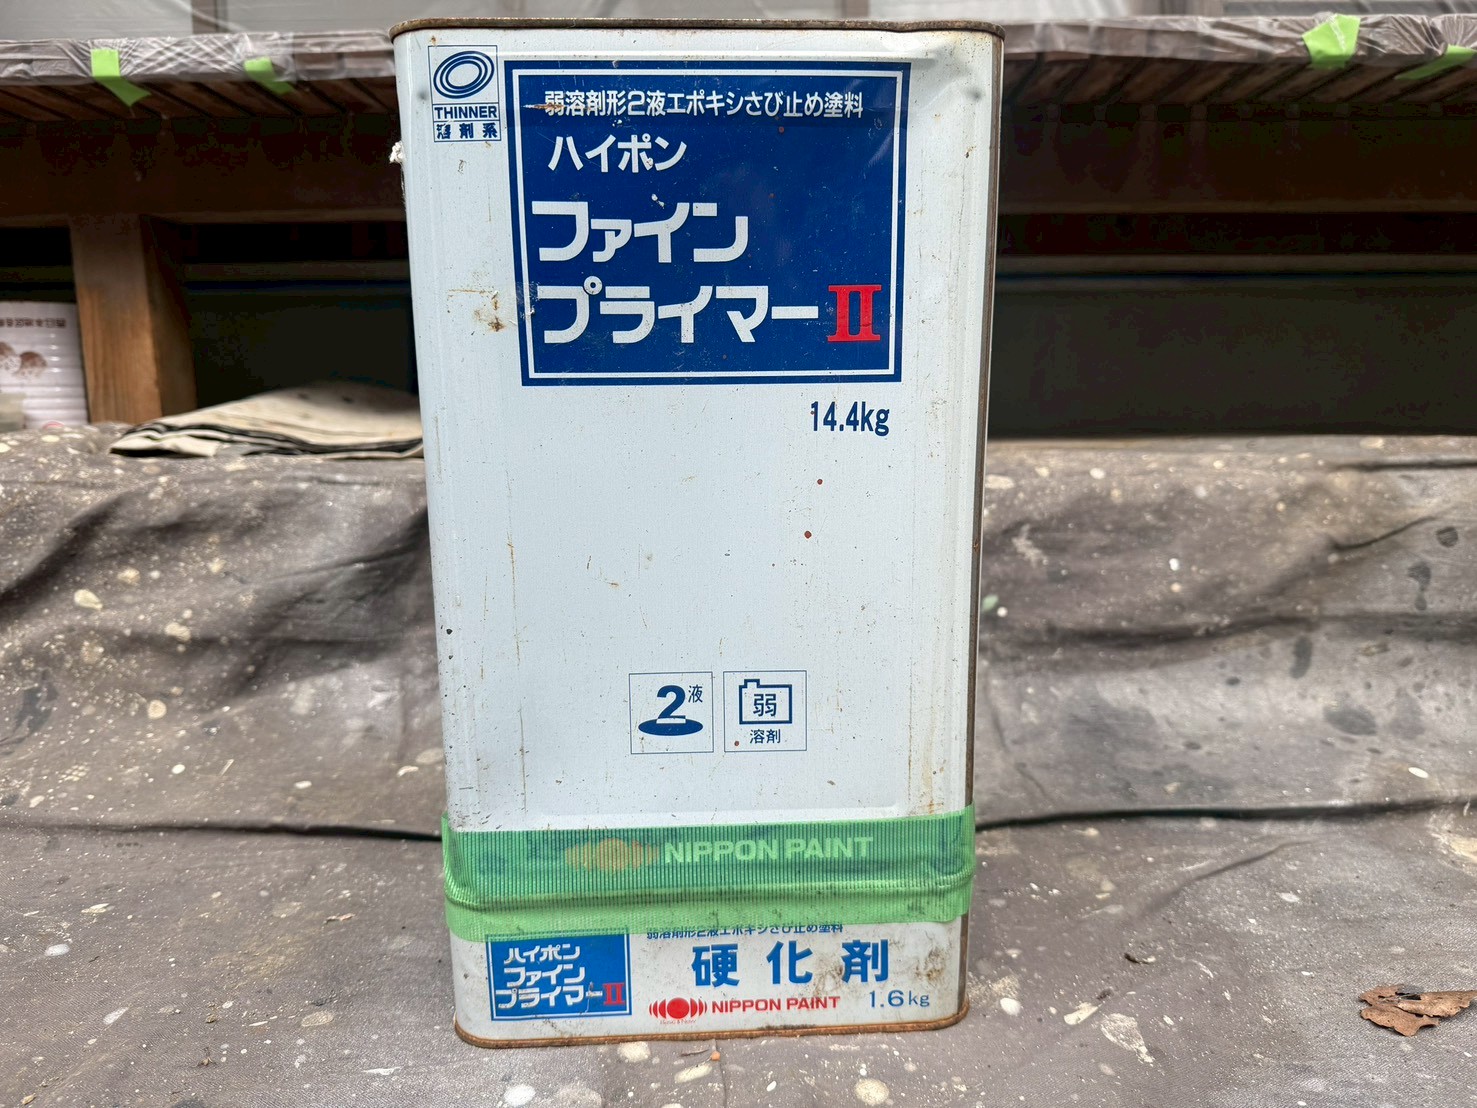 THINNER
溶剤系
弱溶剤形2液エポキシさび止め塗料
ハイポン
ファイン
プライマーII
14.4kg
2液
弱
溶剤
NIPPON PAINT
弱溶剤形2液エポキシさび止め塗料
ハイポン
ファイン
プライマーII
硬化剤
NIPPON PAINT
1.6kg